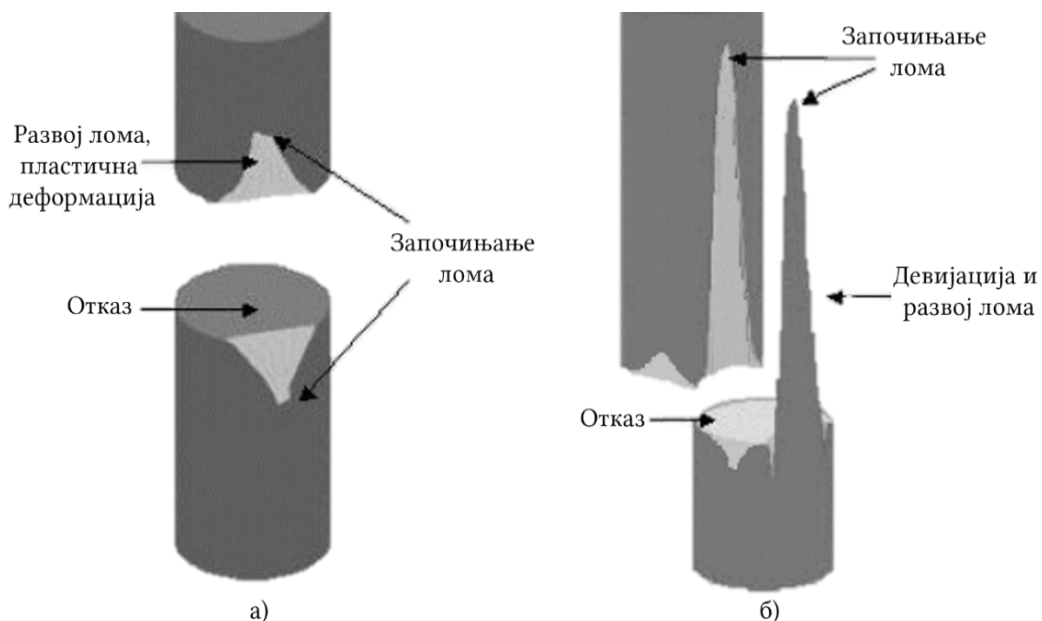 Развој лома,
пластична
деформација
Започињање
лома
Отказ
а)
Започињање
лома
Девијација и
развој лома
Отказ
б)